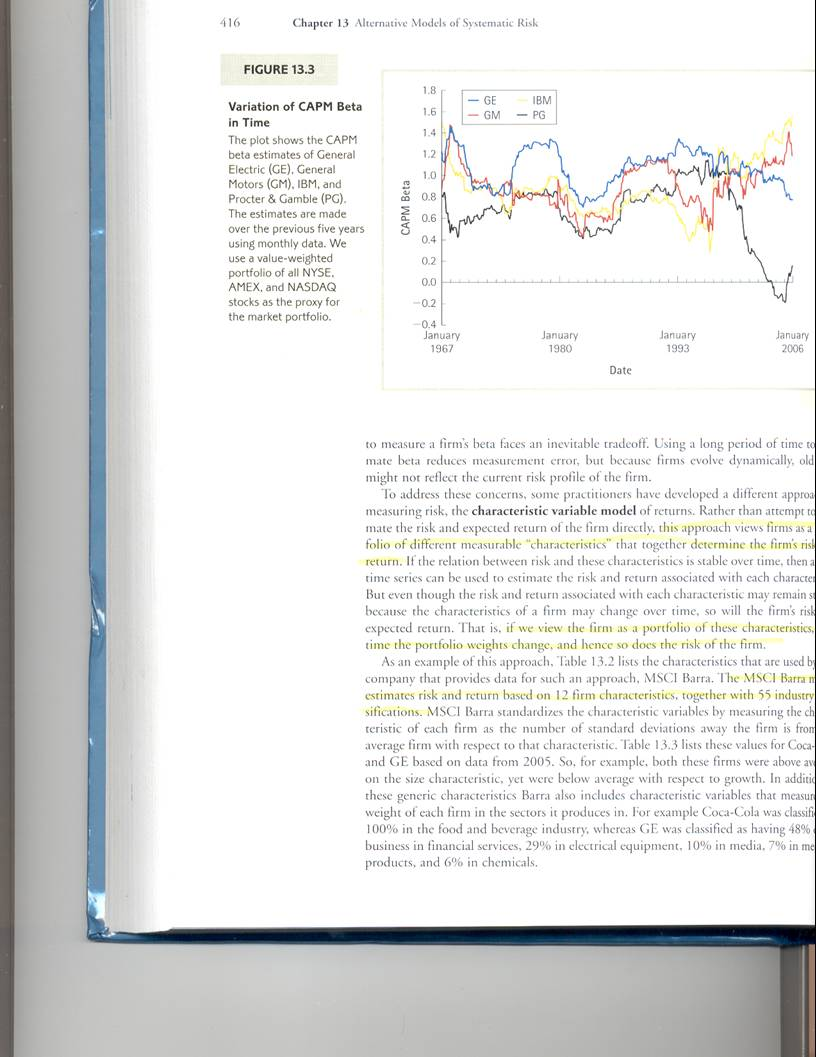 416 Chapter 13 Alternative Models of Systematic Risk
FIGURE 13.3
Variation of CAPM Beta
in Time
The plot shows the CAPM
beta estimates of General
Electric (GE), General
Motors (GM), IBM, and
Procter & Gamble (PG).
The estimates are made
over the previous five years
using monthly data. We
use a value-weighted
portfolio of all NYSE,
AMEX, and NASDAQ
stocks as the proxy for
the market portfolio.
CAPM Beta
1.8
1.6
1.4
1.2
1.0
0.8
0.6
0.4
0.2
0.0
−0.2
−0.4
GE IBM
GM PG
January January January January
1967 1980 1993 2006
Date
to measure a firm's beta faces an inevitable tradeoff. Using a long period of time to
mate beta reduces measurement error, but because firms evolve dynamically, old
might not reflect the current risk profile of the firm.
To address these concerns, some practitioners have developed a different
measuring risk, the characteristic variable model of returns. Rather than attempt to
mate the risk and expected return of the firm directly, this approach views firms as a
folio of different measurable "characteristics" that together determine the firm's risk
return. If the relation between risk and these characteristics is stable over time, then
time series can be used to estimate the risk and return associated with each
But even though the risk and return associated with each characteristic may remain
because the characteristics of a firm may change over time, so will the firm's risk
expected return. That is, if we view the firm as a portfolio of these characteristics,
time the portfolio weights change, and hence so does the risk of the firm.
As an example of this approach, Table 13.2 lists the characteristics that are used by
company that provides data for such an approach, MSCI Barra. The MSCI Barra
estimates risk and return based on 12 firm characteristics, together with 55 industry
sifications. MSCI Barra standardizes the characteristic variables by measuring the
teristic of each firm as the number of standard deviations away the firm is from
average firm with respect to that characteristic. Table 13.3 lists these values for Coca-
and GE based on data from 2005. So, for example, both these firms were above
on the size characteristic, yet were below average with respect to growth. In
these generic characteristics Barra also includes characteristic variables that
weight of each firm in the sectors it produces in. For example Coca-Cola was
100% in the food and beverage industry, whereas GE was classified as having 48%
business in financial services, 29% in electrical equipment, 10% in media, 7% in
products, and 6% in chemicals.